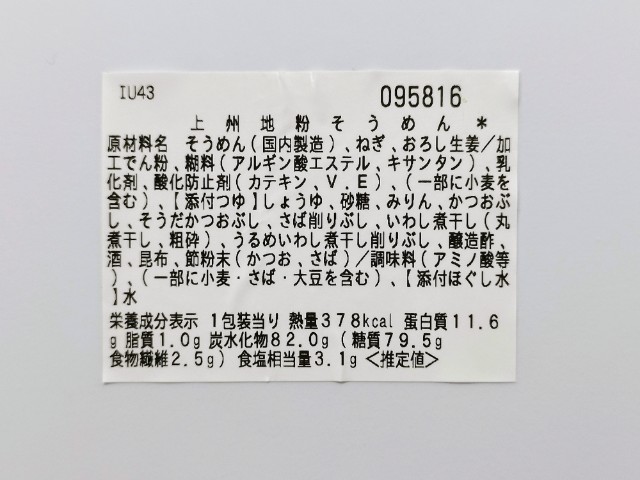 IU43 095816
上州地粉そうめん*
原材料名 そうめん(国内製造)、ねぎ、おろし生姜/加
工でん粉、糊料(アルギン酸エステル、キサンタン)、乳
化剤、酸化防止剤(カテキン、V.E)、(一部に小麦を
含む)、【添付つゆ】しょうゆ、砂糖、みりん、かつおぶ
し、そうだかつおぶし、さば削りぶし、いわし煮干し(丸
煮干し、粗砕)、うるめいわし煮干し削りぶし、醸造酢、
酒、昆布、節粉末(かつお、さば)/調味料(アミノ酸等
)、(一部に小麦・さば・大豆を含む)、【添付ほぐし水
】水
栄養成分表示 1包装当り 熱量378kcal 蛋白質11.6
g 脂質1.0g 炭水化物82.0g(糖質79.5g
食物繊維2.5g) 食塩相当量3.1g<推定値>